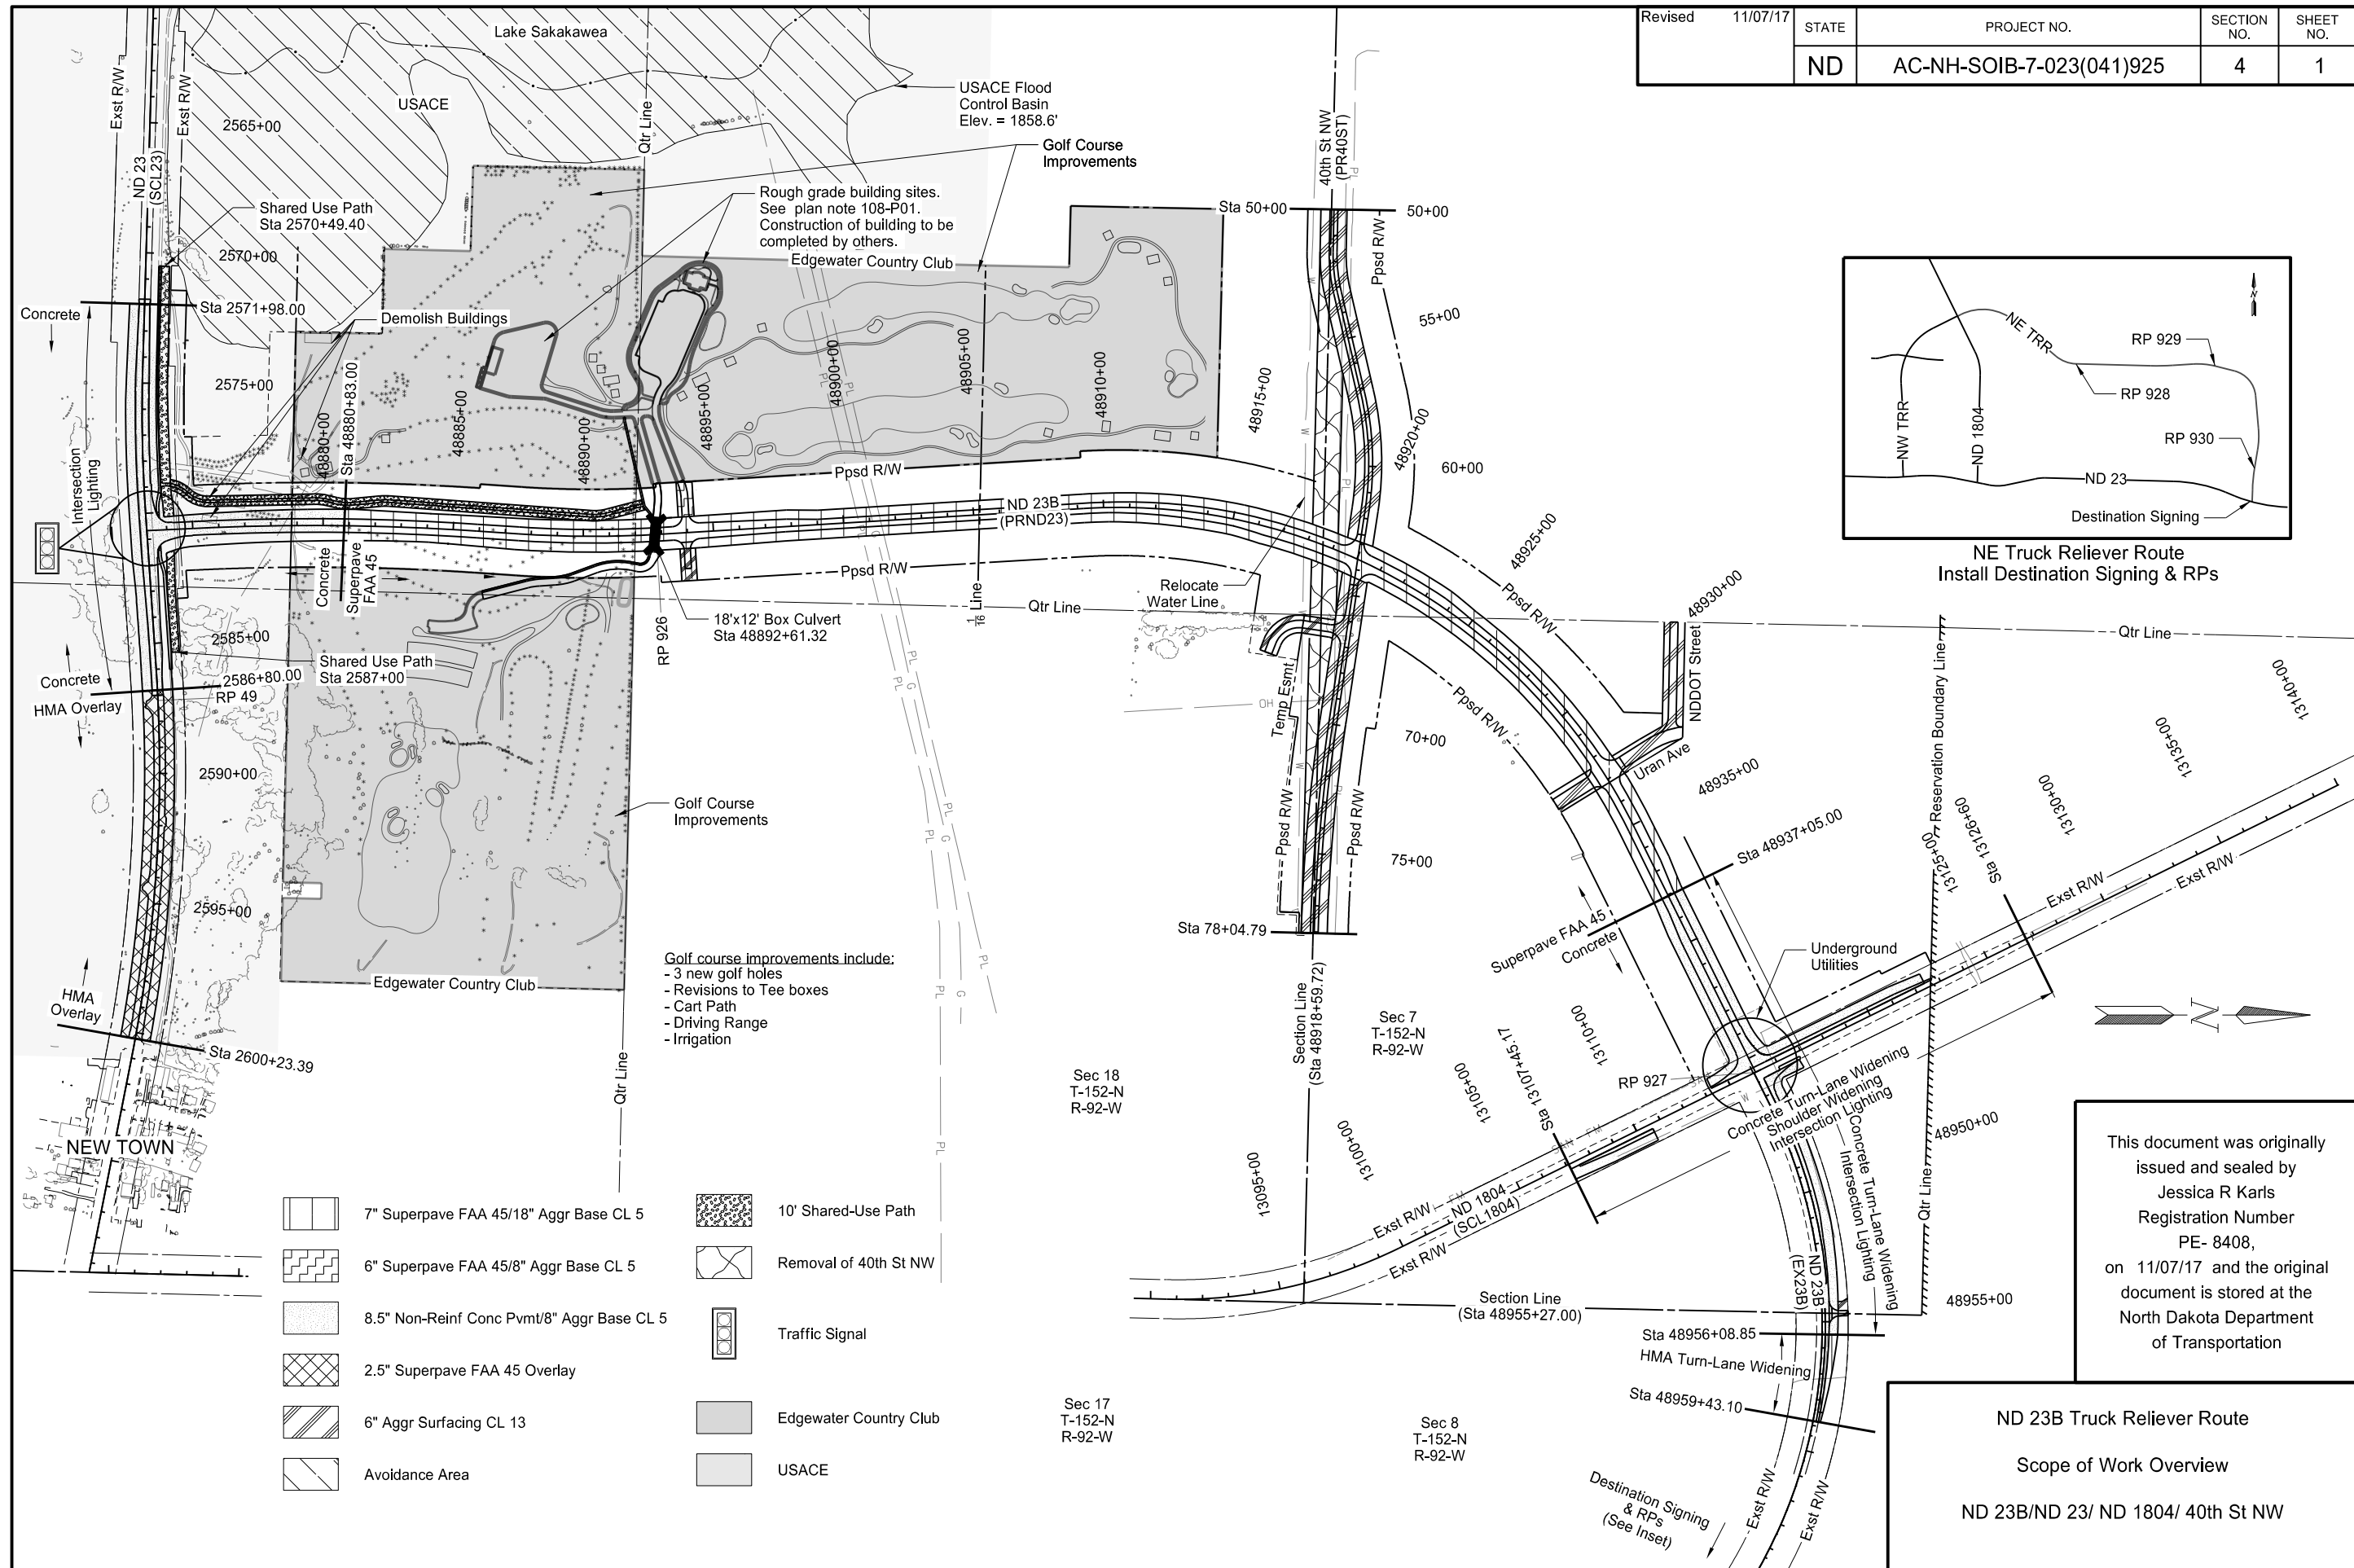 Revised 11/07/17
STATE
PROJECT NO.
SECTION NO.
SHEET NO.
ND
AC-NH-SOIB-7-023(041)925
4
1
Lake Sakakawea
USACE
USACE Flood
Control Basin
Elev. = 1858.6'
Golf Course
Improvements
Exst R/W
Exst R/W
ND 23
(SCL23)
Qtr Line
2565+00
Shared Use Path
Sta 2570+49.40
2570+00
Rough grade building sites.
See plan note 108-P01.
Construction of building to be
completed by others.
Edgewater Country Club
Sta 50+00
50+00
40th St NW
(PR40ST)
Ppsd R/W
Concrete
Sta 2571+98.00
Demolish Buildings
2575+00
Intersection
Lighting
48880+00
Sta 48880+83.00
48885+00
48890+00
48895+00
48900+00
48905+00
48910+00
48915+00
48920+00
55+00
60+00
PL
PL
W
W
PL
PL
NE TRR
RP 929
RP 928
NW TRR
ND 1804
RP 930
ND 23
Destination Signing
N
NE Truck Reliever Route
Install Destination Signing & RPs
Ppsd R/W
ND 23B
(PRND23)
Concrete
Superpave
FAA 45
Ppsd R/W
48925+00
Ppsd R/W
Relocate
Water Line
Qtr Line
1/16 Line
18'x12' Box Culvert
Sta 48892+61.32
RP 926
2585+00
Shared Use Path
Sta 2587+00
Concrete
2586+80.00
RP 49
HMA Overlay
48930+00
NDDOT Street
Qtr Line
Reservation Boundary Line
Temp Esmt
OH
Ppsd R/W
70+00
Uran Ave
48935+00
13140+00
13135+00
13130+00
Sta 13126+60
13125+00
2590+00
Golf Course
Improvements
PL
G
PL
PL
G
PL
PL
G
PL
Ppsd R/W
Ppsd R/W
75+00
Sta 48937+05.00
Exst R/W
Exst R/W
2595+00
Sta 78+04.79
Superpave FAA 45
Concrete
Underground
Utilities
Edgewater Country Club
Golf course improvements include:
- 3 new golf holes
- Revisions to Tee boxes
- Cart Path
- Driving Range
- Irrigation
HMA
Overlay
Sta 2600+23.39
Section Line
(Sta 48918+59.72)
Sec 7
T-152-N
R-92-W
Sec 18
T-152-N
R-92-W
13110+00
Sta 13107+45.17
13105+00
13100+00
13095+00
RP 927
N
Concrete Turn-Lane Widening
Shoulder Widening
Intersection Lighting
Concrete Turn-Lane Widening
Intersection Lighting
48950+00
Qtr Line
Qtr Line
NEW TOWN
PL
FM
FM
W
Exst R/W
ND 1804
(SCL1804)
Exst R/W
ND 23B
(EX23B)
Section Line
(Sta 48955+27.00)
48955+00
Sta 48956+08.85
HMA Turn-Lane Widening
Sta 48959+43.10
Sec 17
T-152-N
R-92-W
Sec 8
T-152-N
R-92-W
Destination Signing
& RPs
(See Inset)
Exst R/W
Exst R/W
7" Superpave FAA 45/18" Aggr Base CL 5
6" Superpave FAA 45/8" Aggr Base CL 5
8.5" Non-Reinf Conc Pvmt/8" Aggr Base CL 5
2.5" Superpave FAA 45 Overlay
6" Aggr Surfacing CL 13
Avoidance Area
10' Shared-Use Path
Removal of 40th St NW
Traffic Signal
Edgewater Country Club
USACE
This document was originally
issued and sealed by
Jessica R Karls
Registration Number
PE- 8408,
on 11/07/17 and the original
document is stored at the
North Dakota Department
of Transportation
ND 23B Truck Reliever Route
Scope of Work Overview
ND 23B/ND 23/ ND 1804/ 40th St NW